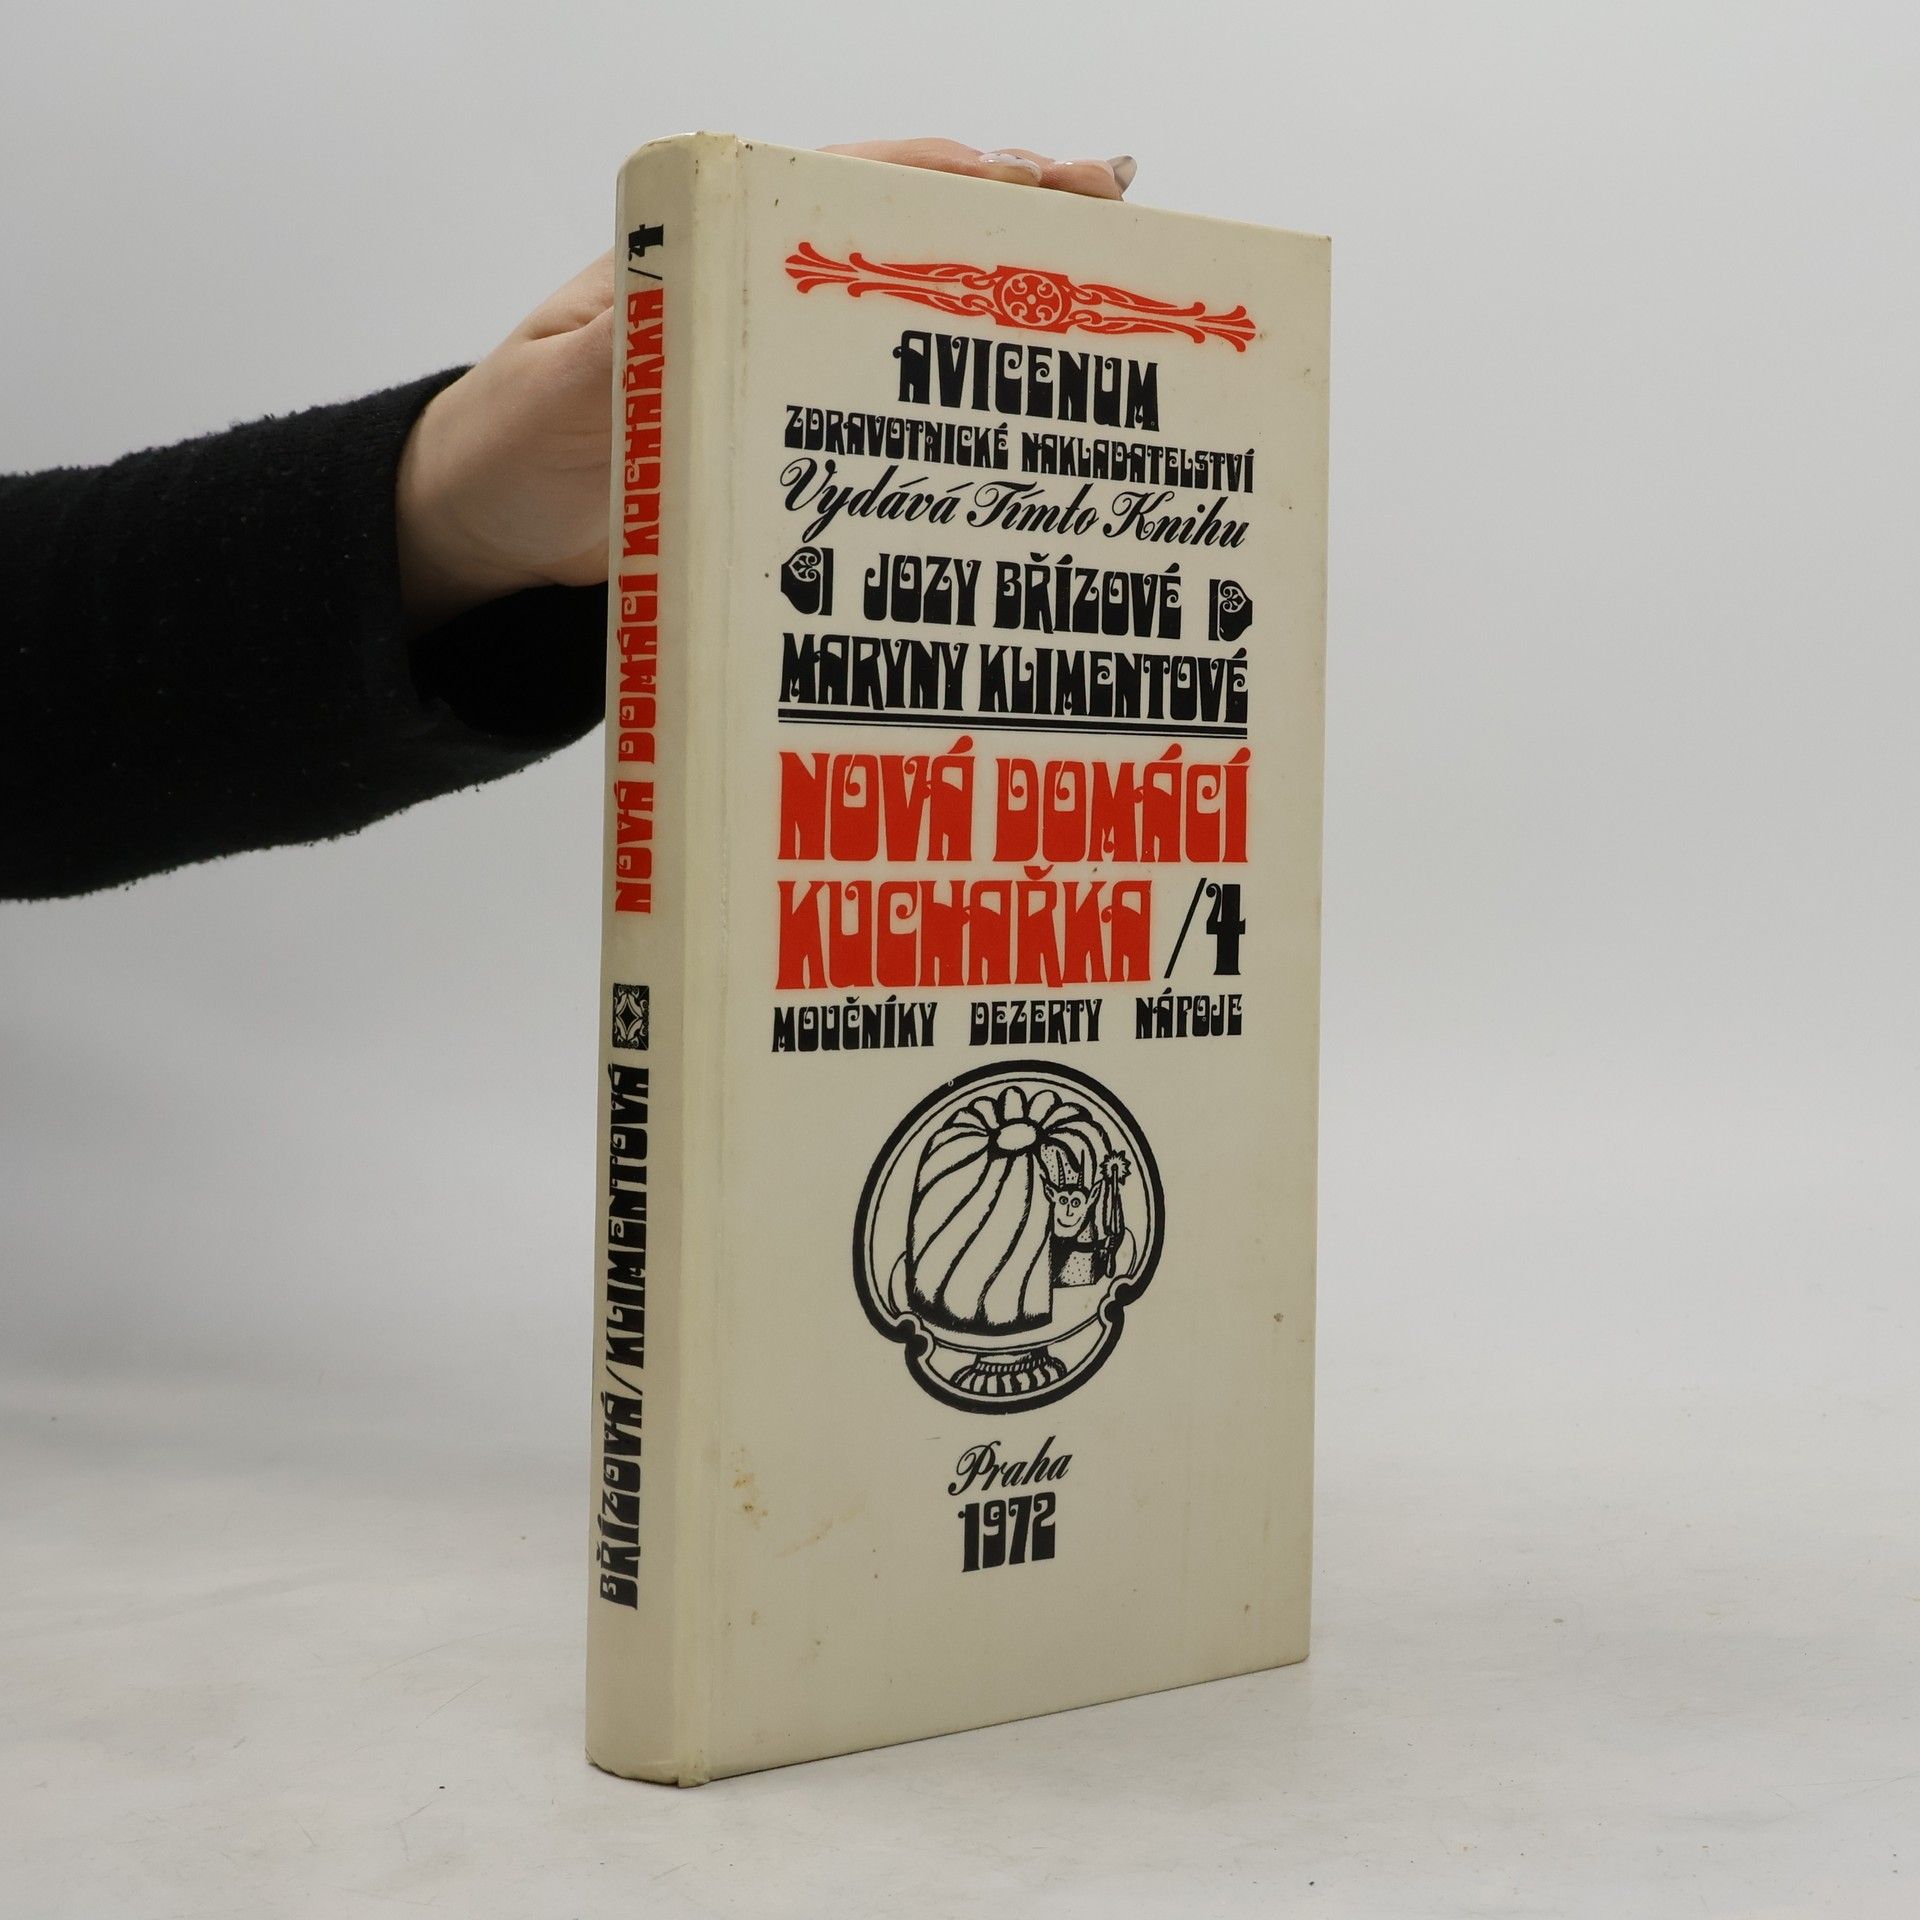 AVICENUM
ZDRAVOTNICKÉ NAKLADATELSTVÍ
Vydává Tímto Knihu
JOZY BŘÍZOVÉ
MARYNY KLIMENTOVÉ
NOVÁ DOMÁCÍ
KUCHAŘKA /4
MOUČNÍKY DEZERTY NÁPOJE
Praha
1972
BŘÍZOVÁ/KLIMENTOVÁ NOVÁ DOMÁCÍ KUCHAŘKA/4